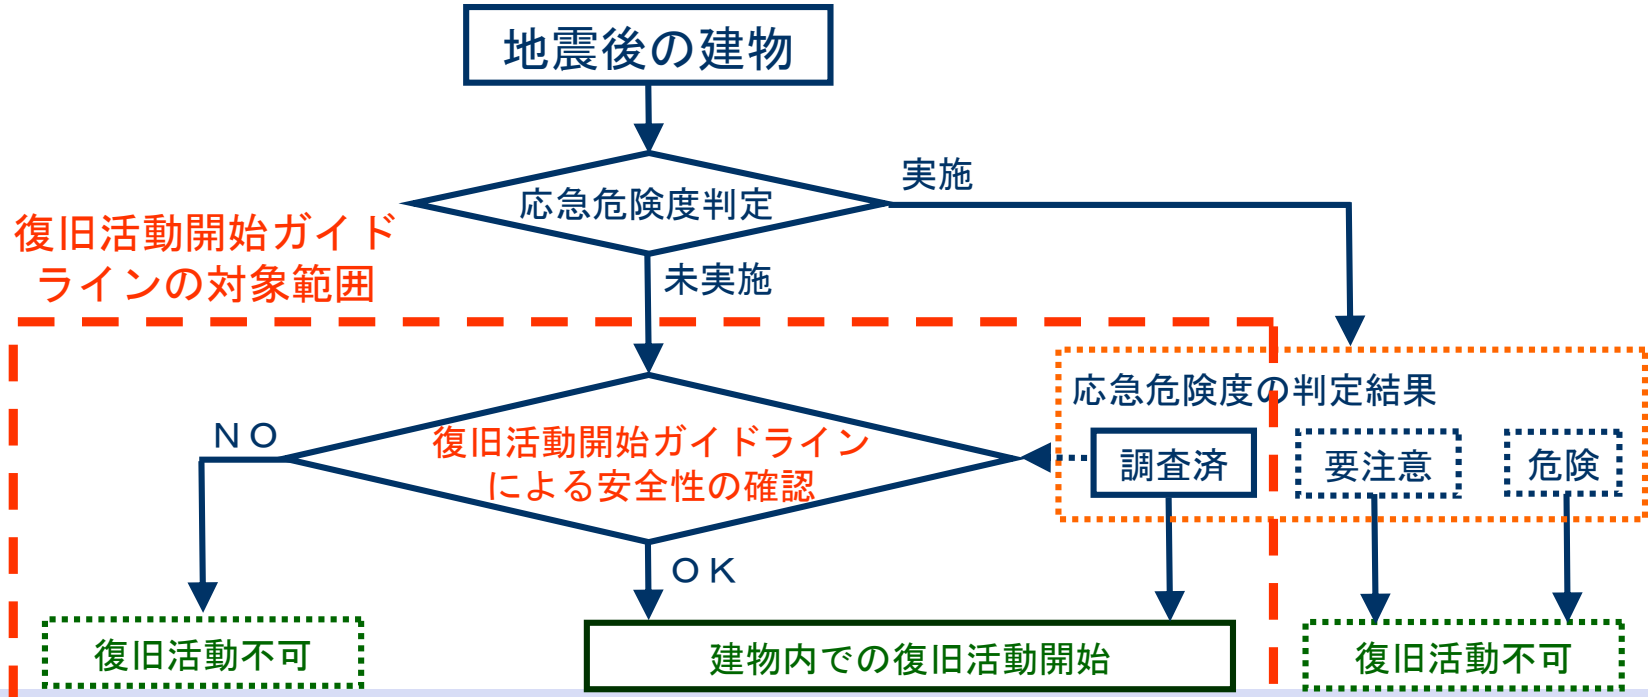 地震後の建物
応急危険度判定
実施
復旧活動開始ガイド
ラインの対象範囲
未実施
応急危険度の判定結果
NO
復旧活動開始ガイドライン
による安全性の確認
調査済
要注意
危険
OK
復旧活動不可
建物内での復旧活動開始
復旧活動不可